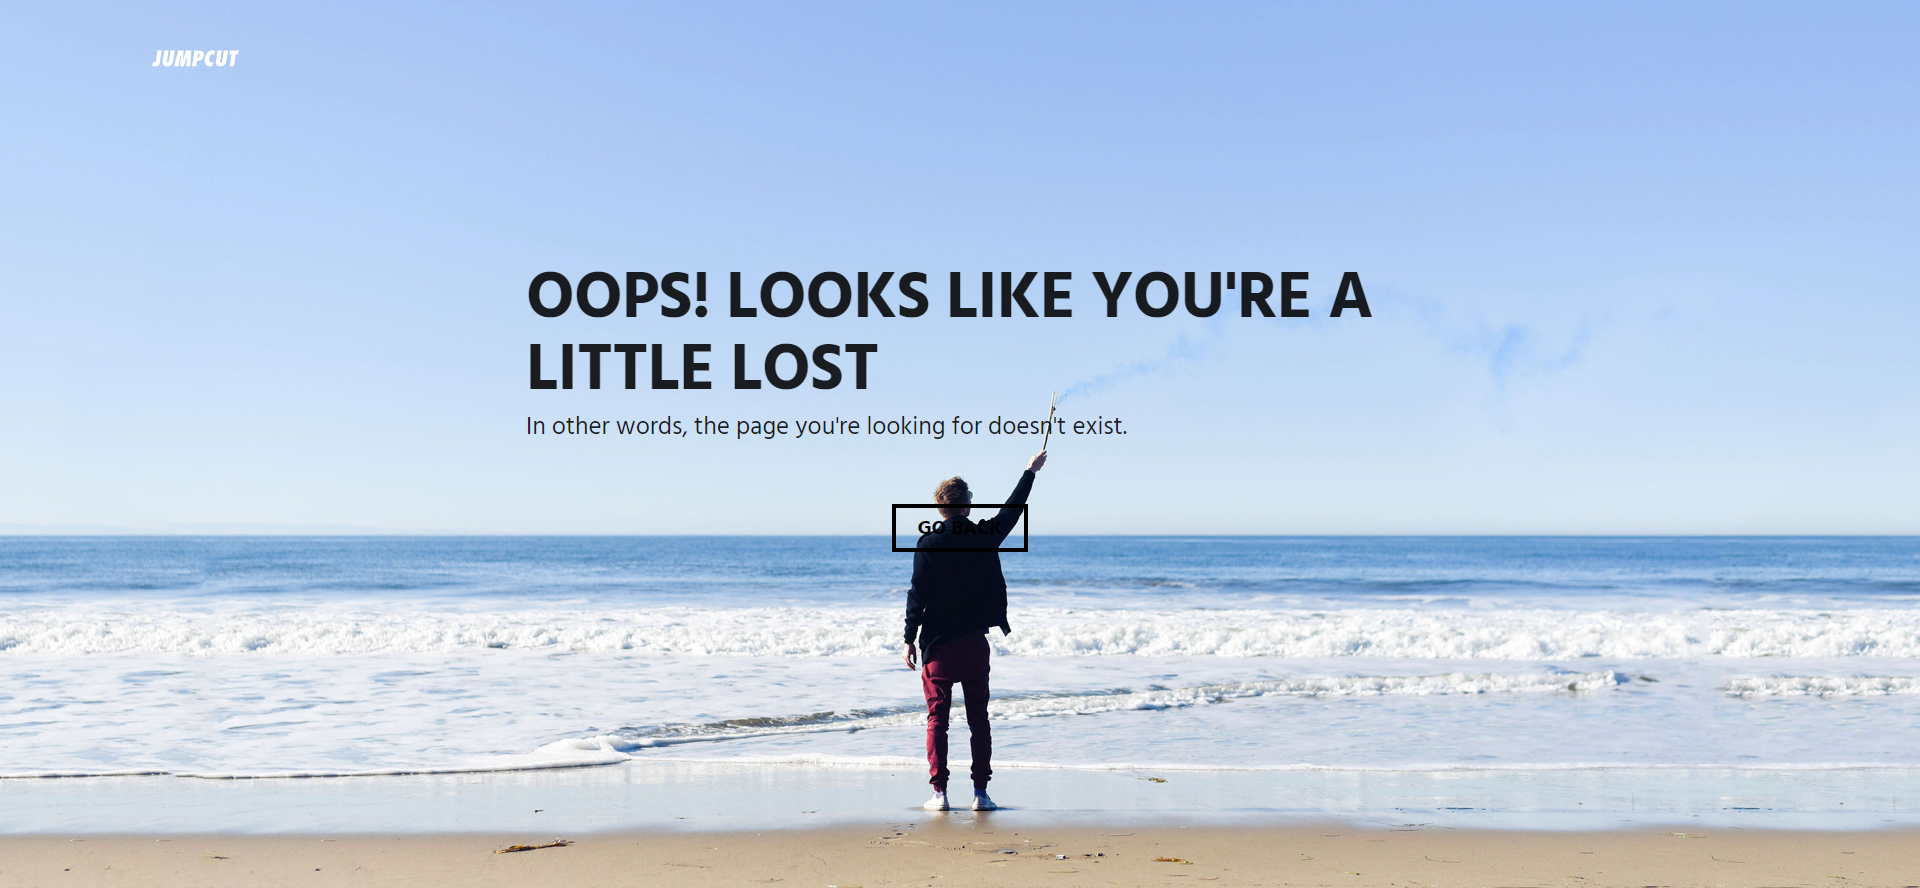 JUMPCUT
OOPS! LOOKS LIKE YOU'RE A
LITTLE LOST
In other words, the page you're looking for doesn't exist.
GO BACK